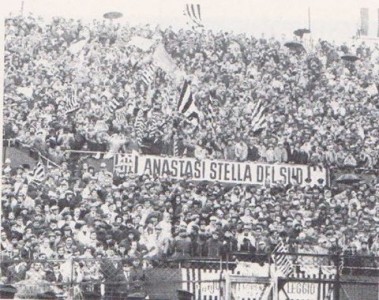 ANASTASI STELLA DEL SUD